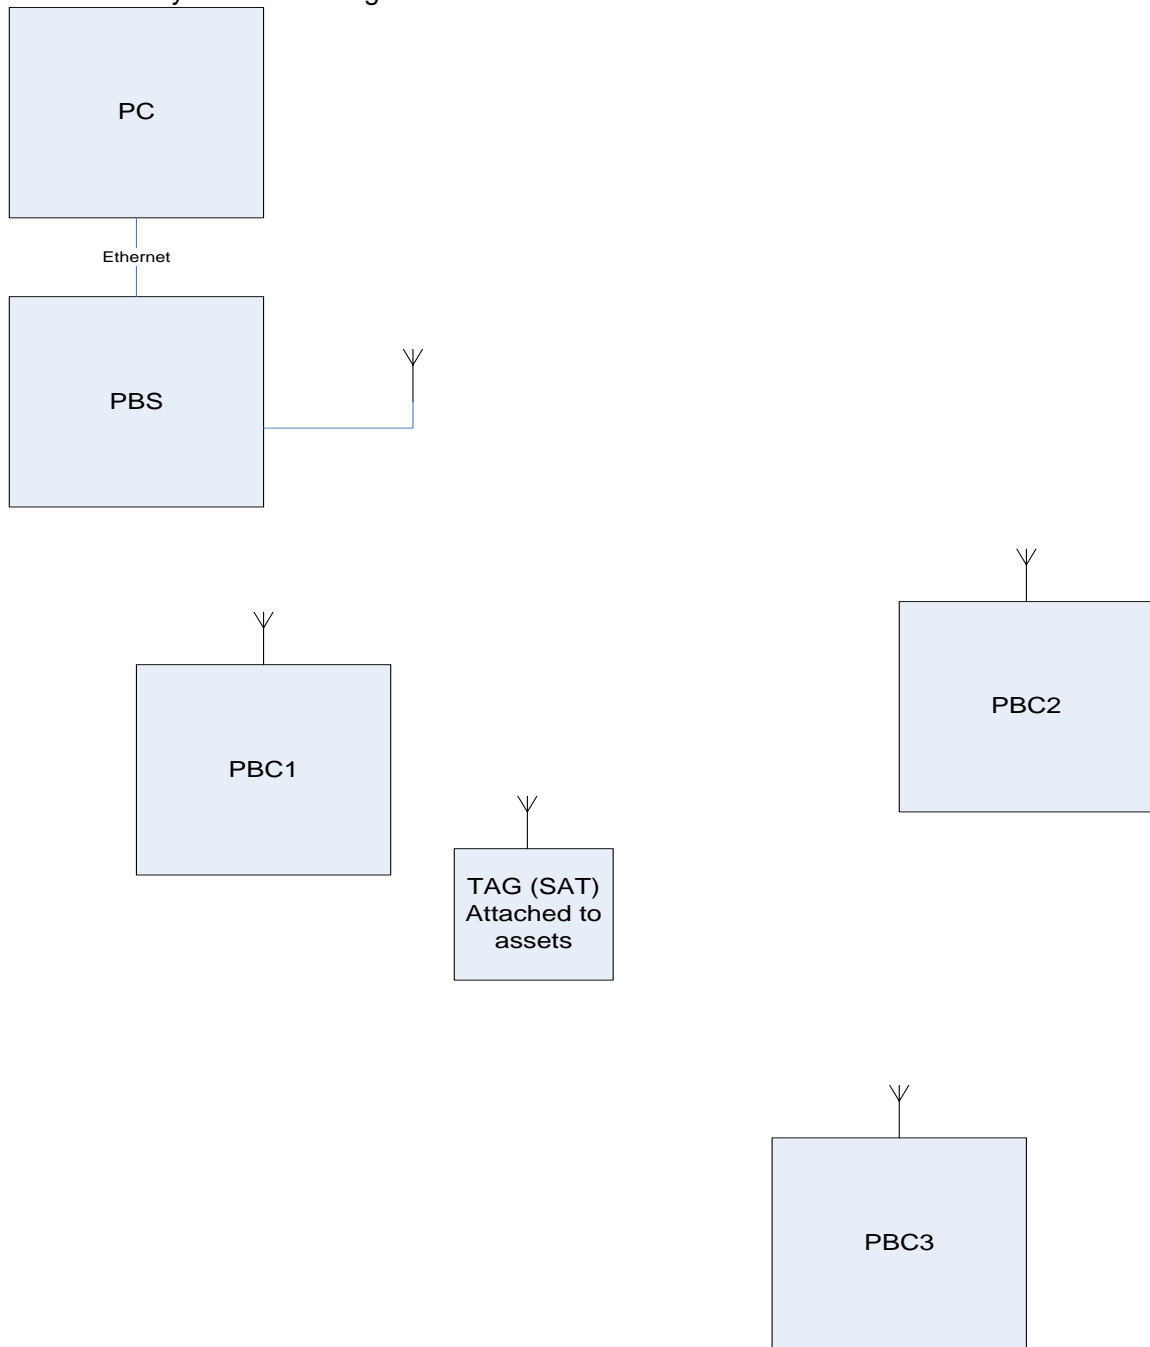 PC
Ethernet
PBS
PBC2
PBC1
TAG (SAT)
Attached to
assets
PBC3